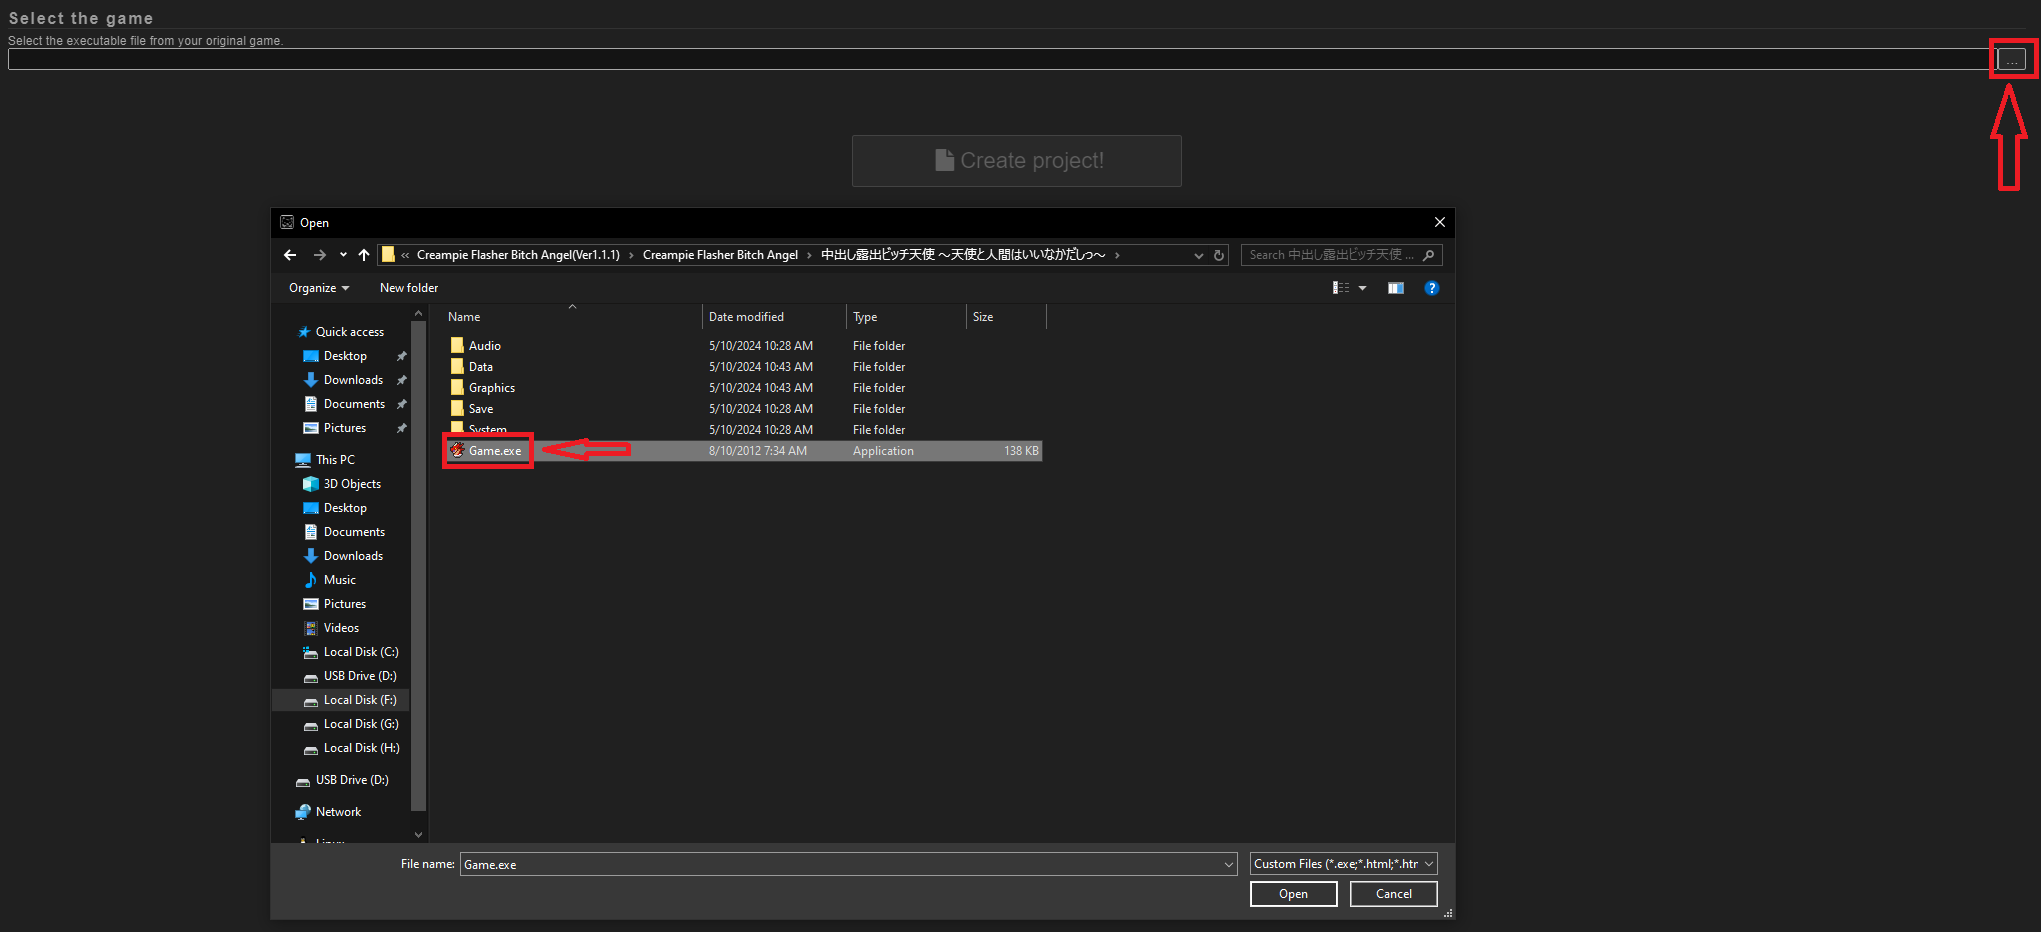 Select the game
Select the executable file from your original game.
...
Create project!
Open
« Creampie Flasher Bitch Angel(Ver1.1.1) › Creampie Flasher Bitch Angel › 中出し露出ビッチ天使 ～天使と人間はいいなかだしっ～ ›
Search 中出し露出ビッチ天使 ...
Organize
New folder
?
Name Date modified Type Size
Quick access
Desktop
Downloads
Documents
Pictures
This PC
3D Objects
Desktop
Documents
Downloads
Music
Pictures
Videos
Local Disk (C:)
USB Drive (D:)
Local Disk (F:)
Local Disk (G:)
Local Disk (H:)
USB Drive (D:)
Network
Linux
Audio 5/10/2024 10:28 AM File folder
Data 5/10/2024 10:43 AM File folder
Graphics 5/10/2024 10:43 AM File folder
Save 5/10/2024 10:28 AM File folder
System 5/10/2024 10:28 AM File folder
Game.exe 8/10/2012 7:34 AM Application 138 KB
File name: Game.exe
Custom Files (*.exe;*.html;*.htr
Open
Cancel